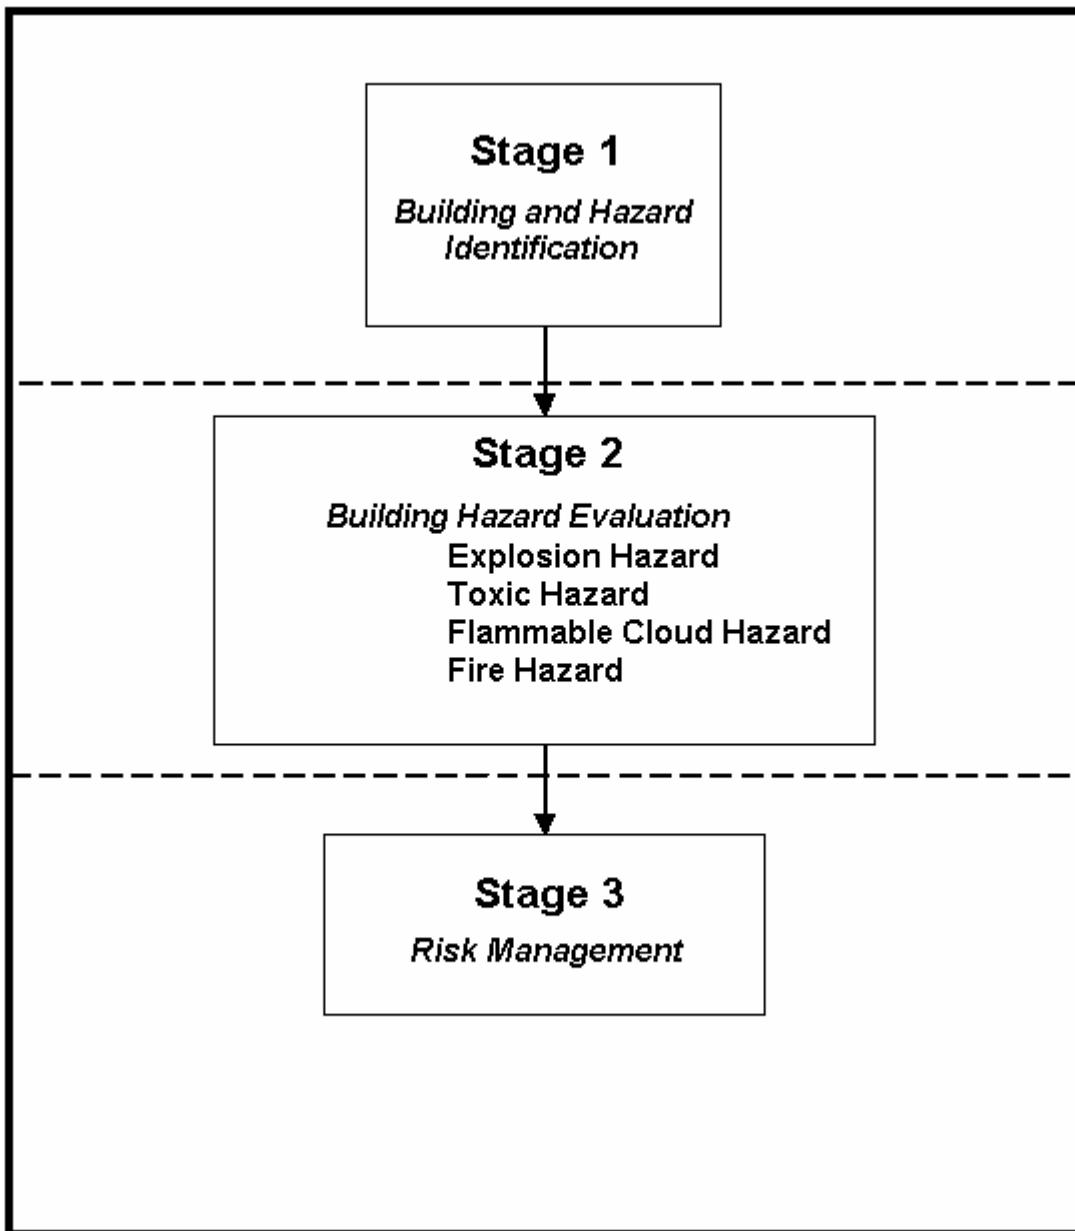 Stage 1
Building and Hazard
Identification
Stage 2
Building Hazard Evaluation
Explosion Hazard
Toxic Hazard
Flammable Cloud Hazard
Fire Hazard
Stage 3
Risk Management